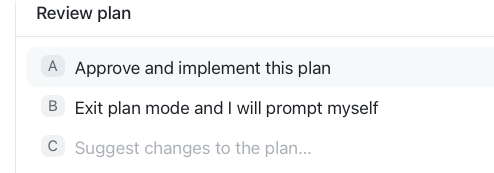 Review plan
A Approve and implement this plan
B Exit plan mode and I will prompt myself
C Suggest changes to the plan...